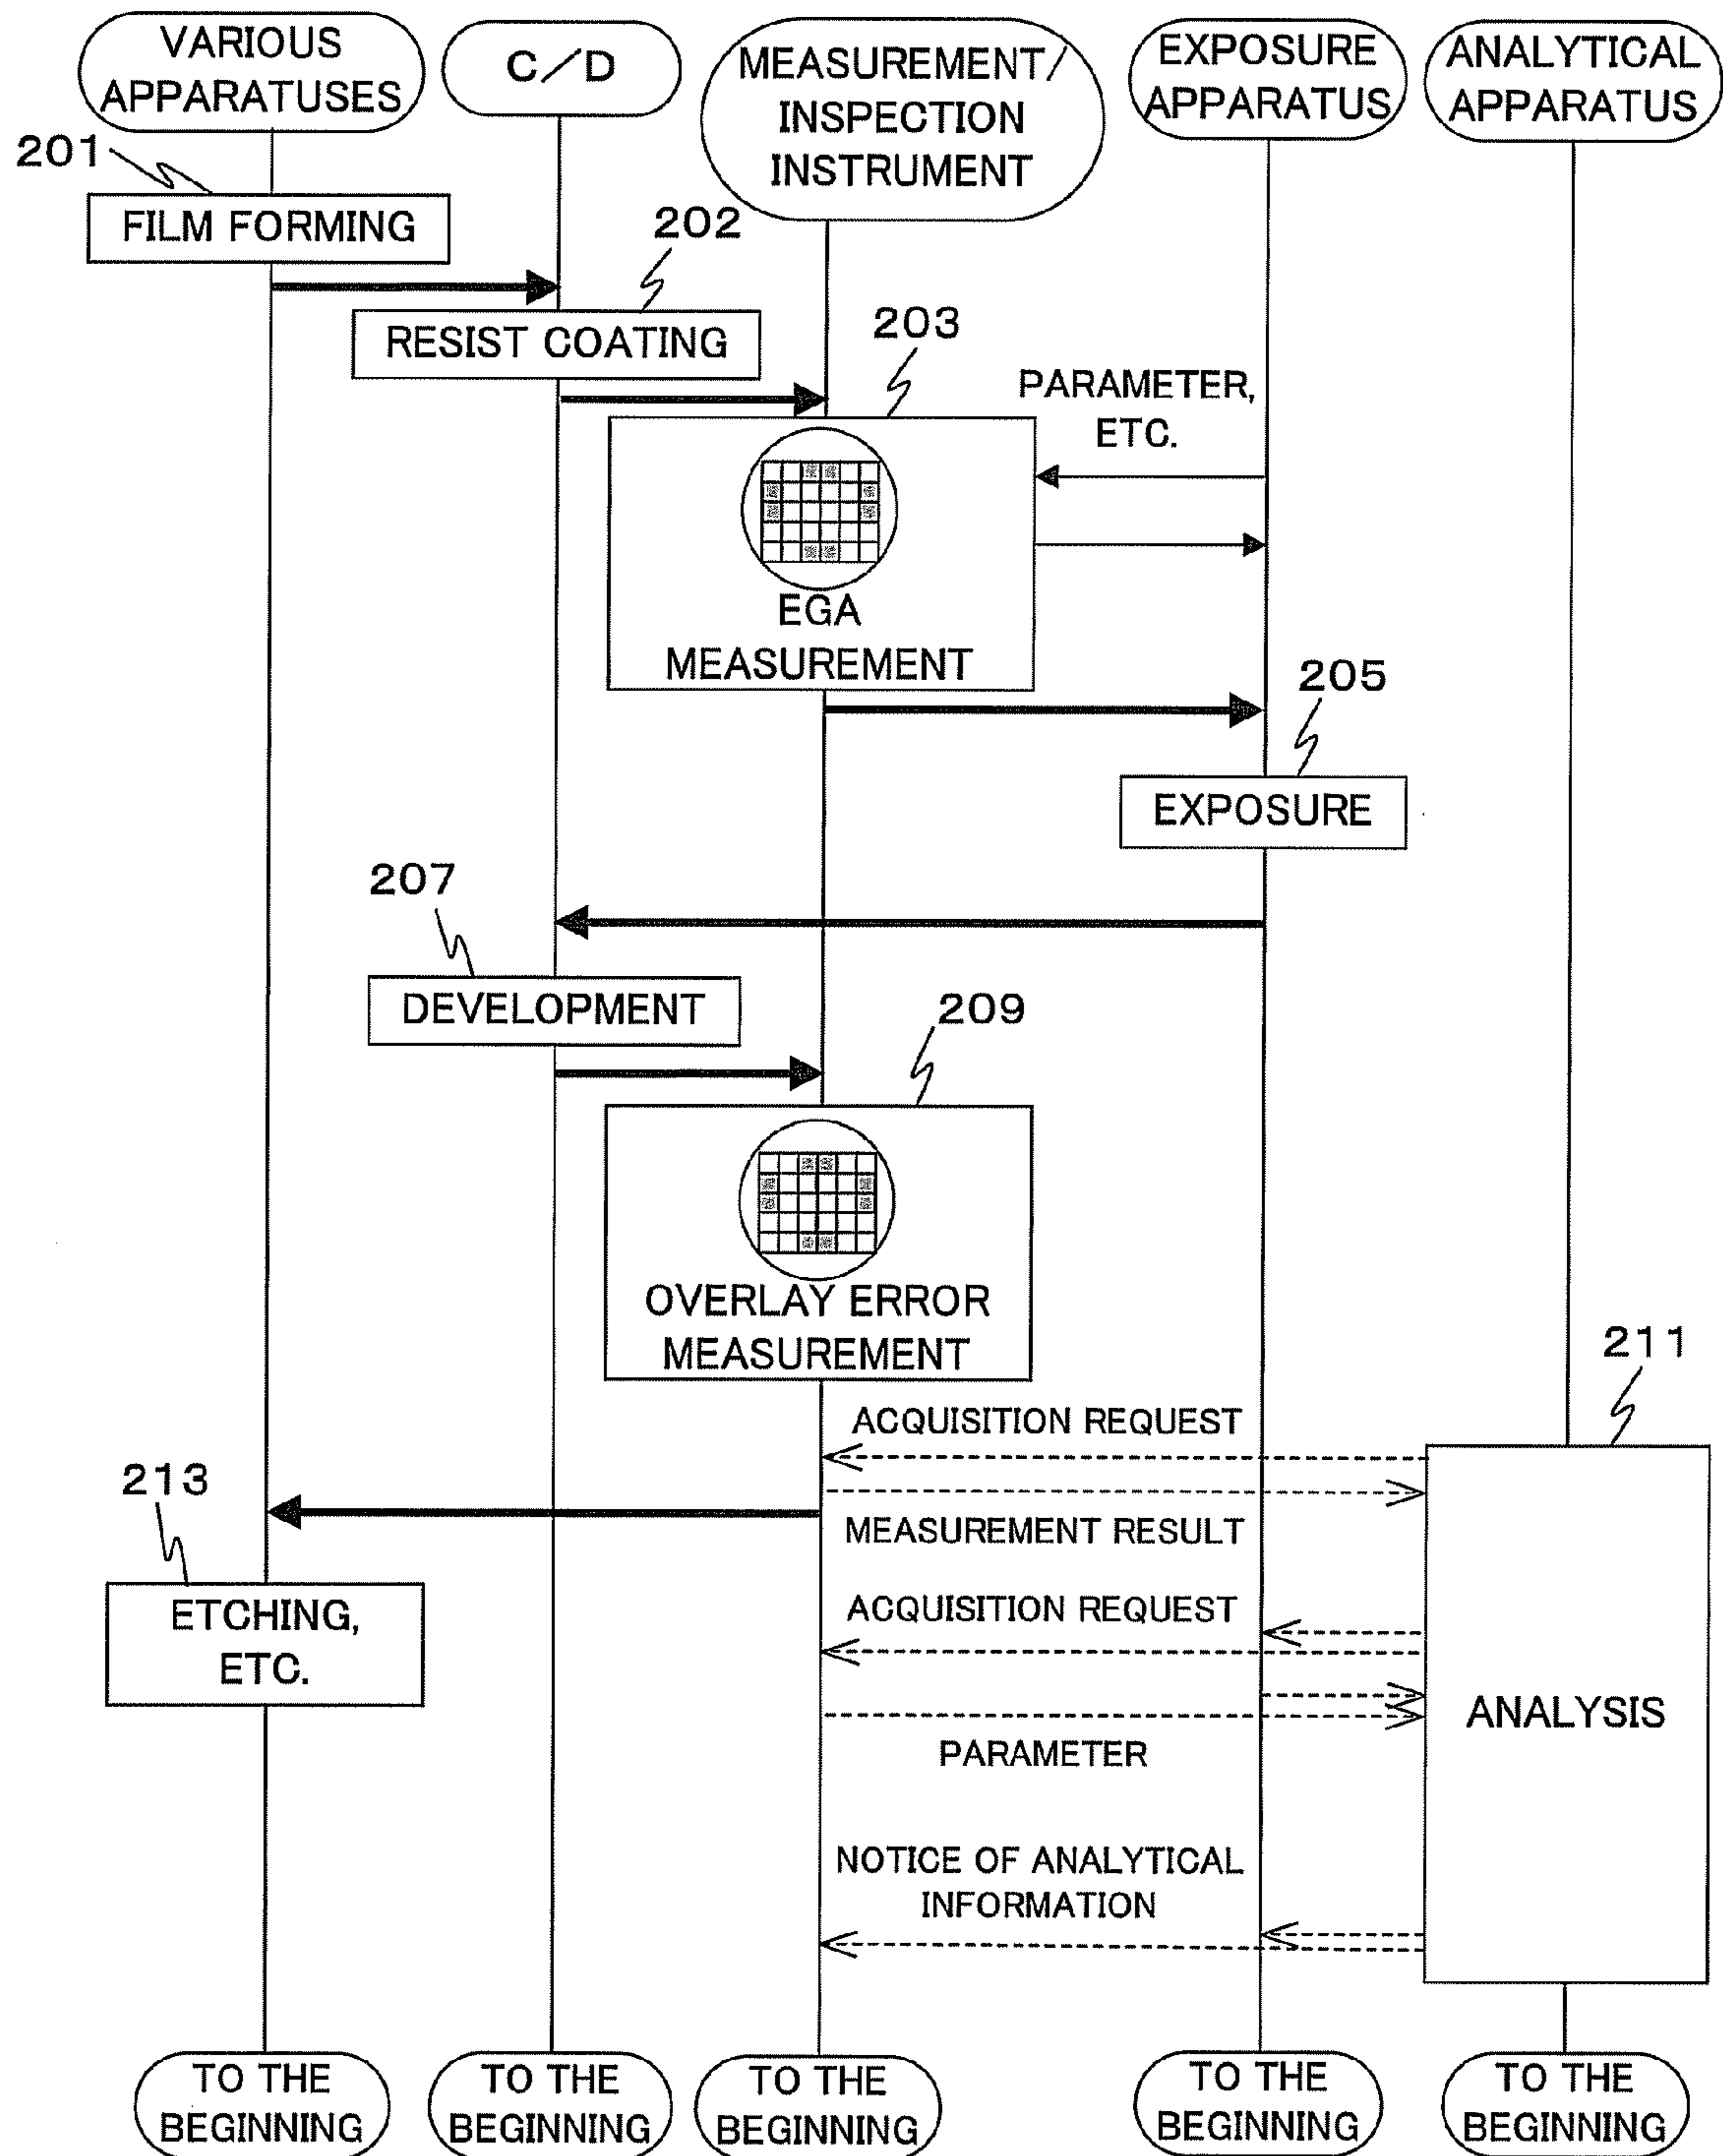 VARIOUS
APPARATUSES
C/D
MEASUREMENT/
INSPECTION
INSTRUMENT
EXPOSURE
APPARATUS
ANALYTICAL
APPARATUS
201
FILM FORMING
202
RESIST COATING
203
PARAMETER,
ETC.
EGA
MEASUREMENT
205
EXPOSURE
207
DEVELOPMENT
209
OVERLAY ERROR
MEASUREMENT
211
ACQUISITION REQUEST
213
MEASUREMENT RESULT
ETCHING,
ETC.
ACQUISITION REQUEST
ANALYSIS
PARAMETER
NOTICE OF ANALYTICAL
INFORMATION
TO THE
BEGINNING
TO THE
BEGINNING
TO THE
BEGINNING
TO THE
BEGINNING
TO THE
BEGINNING